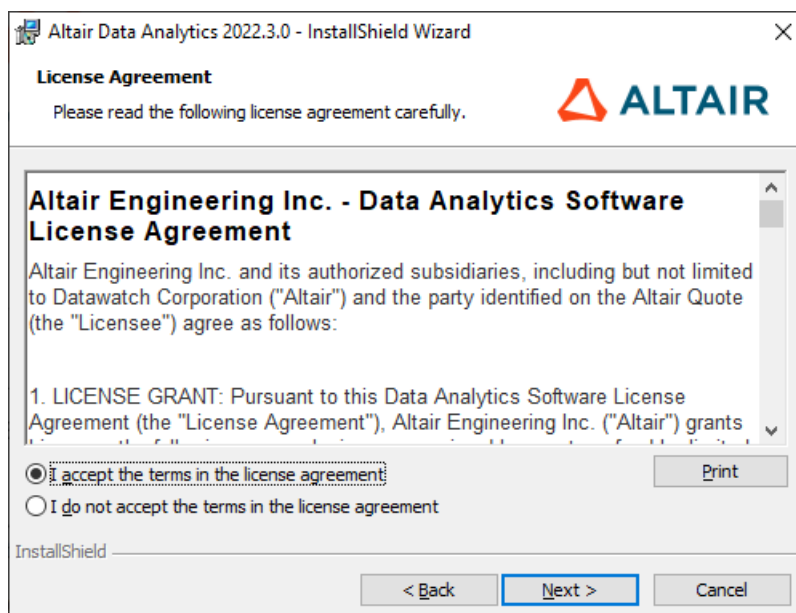 Altair Data Analytics 2022.3.0 - InstallShield Wizard
License Agreement
Please read the following license agreement carefully.
ALTAIR
Altair Engineering Inc. - Data Analytics Software
License Agreement
Altair Engineering Inc. and its authorized subsidiaries, including but not limited
to Datawatch Corporation ("Altair") and the party identified on the Altair Quote
(the "Licensee") agree as follows:
1. LICENSE GRANT: Pursuant to this Data Analytics Software License
Agreement (the "License Agreement"), Altair Engineering Inc. ("Altair") grants
I accept the terms in the license agreement
Print
I do not accept the terms in the license agreement
InstallShield
< Back
Next >
Cancel